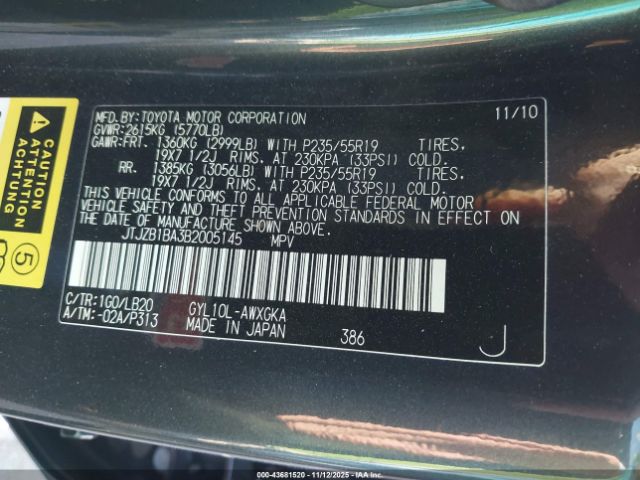 MFD.BY:TOYOTA MOTOR CORPORATION 11/10
GVWR:2615KG (5770LB)
GAWR:FRT. 1360KG (2999LB) WITH P235/55R19 TIRES,
19X7 1/2J RIMS, AT 230KPA (33PSI) COLD.
RR. 1385KG (3056LB) WITH P235/55R19 TIRES,
19X7 1/2J RIMS, AT 230KPA (33PSI) COLD.
THIS VEHICLE CONFORMS TO ALL APPLICABLE FEDERAL MOTOR
VEHICLE SAFETY AND THEFT PREVENTION STANDARDS IN EFFECT ON
THE DATE OF MANUFACTURE SHOWN ABOVE.
JTJZB1BA3B2005145 MPV
C/TR:1G0/LB20 GYL10L-AWXGKA
A/TM:-02A/P313 MADE IN JAPAN 386 J
CAUTION
ATTENTION
ACHTUNG
5
000-43681520 11/12/2025 IAAI.com